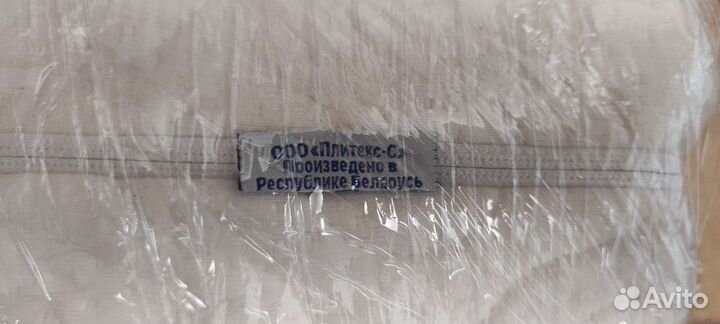 ООО «Плитекс-С»
Произведено в
Республике Беларусь
Avito